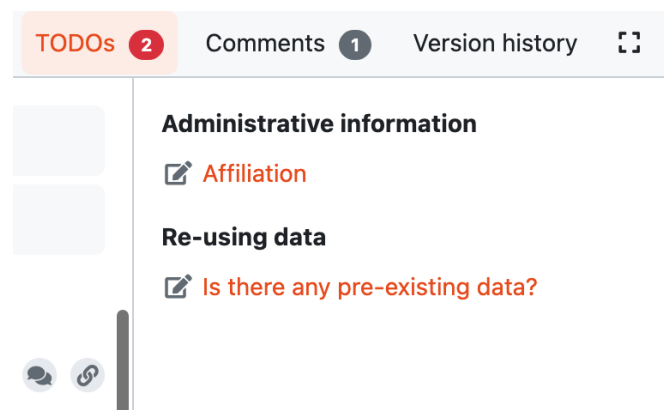 TODOs 2 Comments 1 Version history
Administrative information
Affiliation
Re-using data
Is there any pre-existing data?